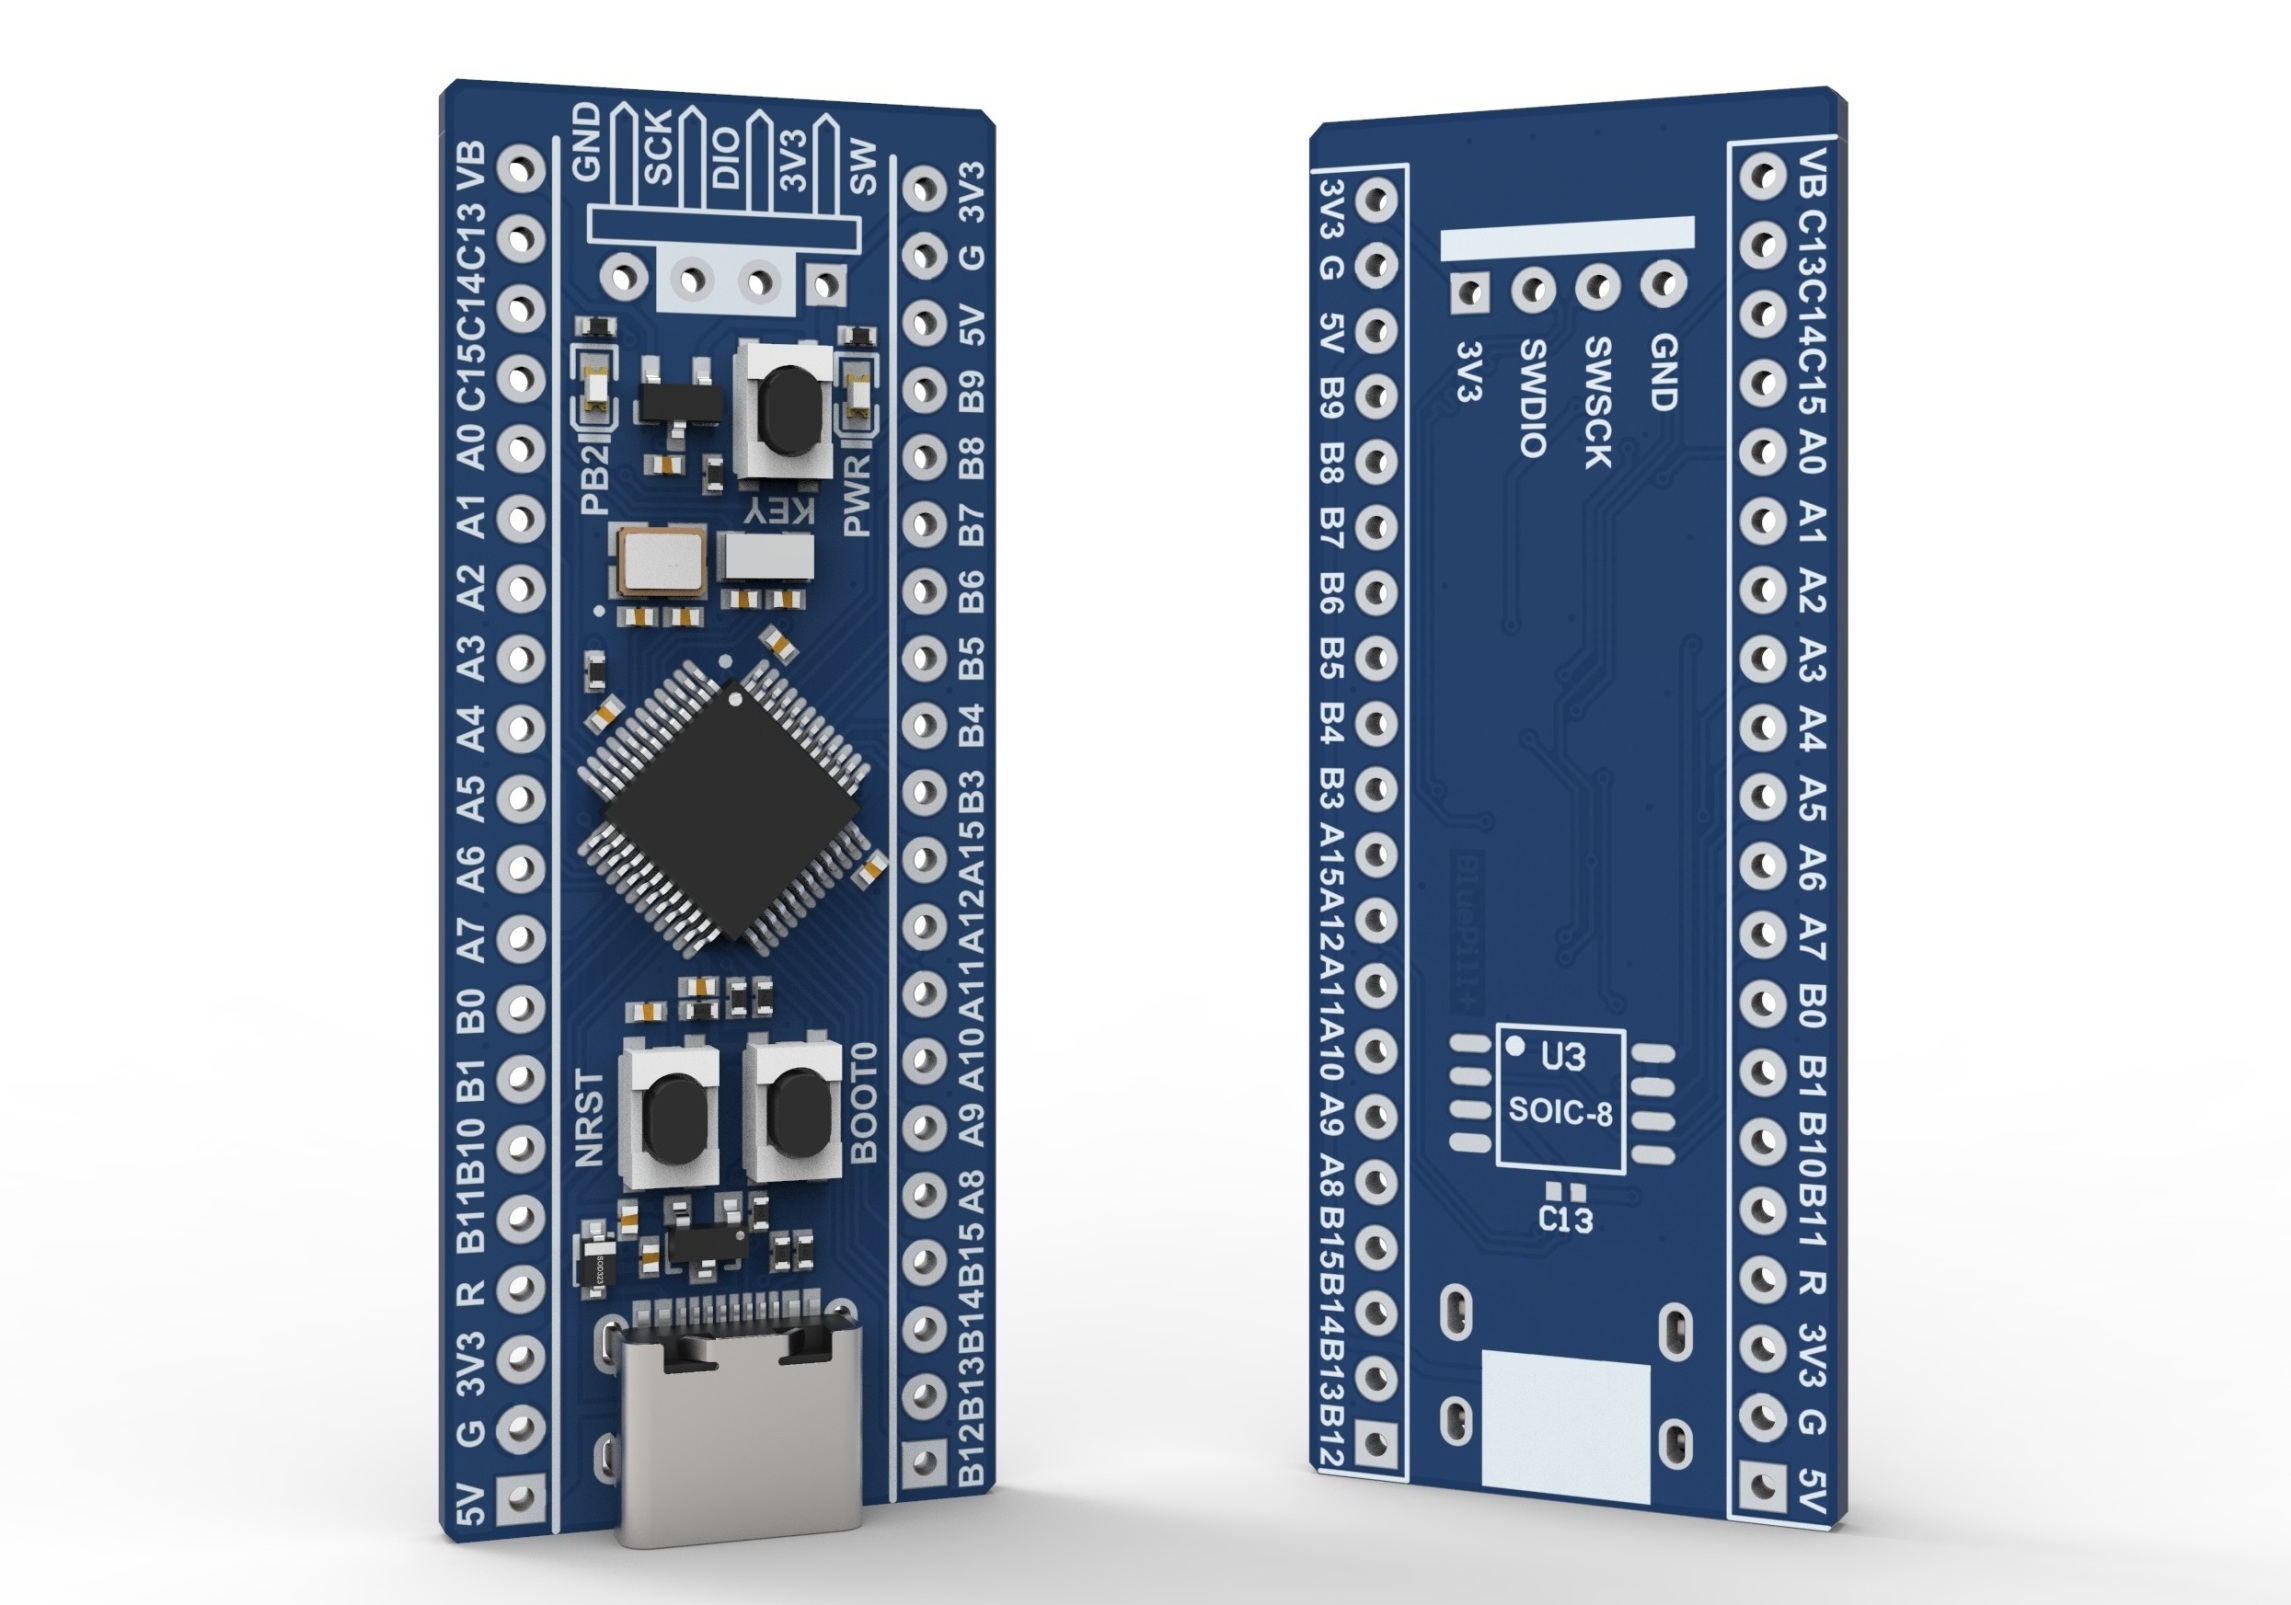 GND
SCK
DIO
3V3
SW
VB
C13
C14
C15
A0
A1
A2
A3
A4
A5
A6
A7
B0
B1
B10
B11
R
3V3
G
5V
3V3
G
5V
B9
B8
B7
B6
B5
B4
B3
A15
A12
A11
A10
A9
A8
B15
B14
B13
B12
PB2
KEY
PWR
NRST
BOOT0
SOD323
3V3
G
5V
B9
B8
B7
B6
B5
B4
B3
A15
A12
A11
A10
A9
A8
B15
B14
B13
B12
3V3
SWDIO
SWSCK
GND
BluePill+
U3
SOIC-8
C13
VB
C13
C14
C15
A0
A1
A2
A3
A4
A5
A6
A7
B0
B1
B10
B11
R
3V3
G
5V